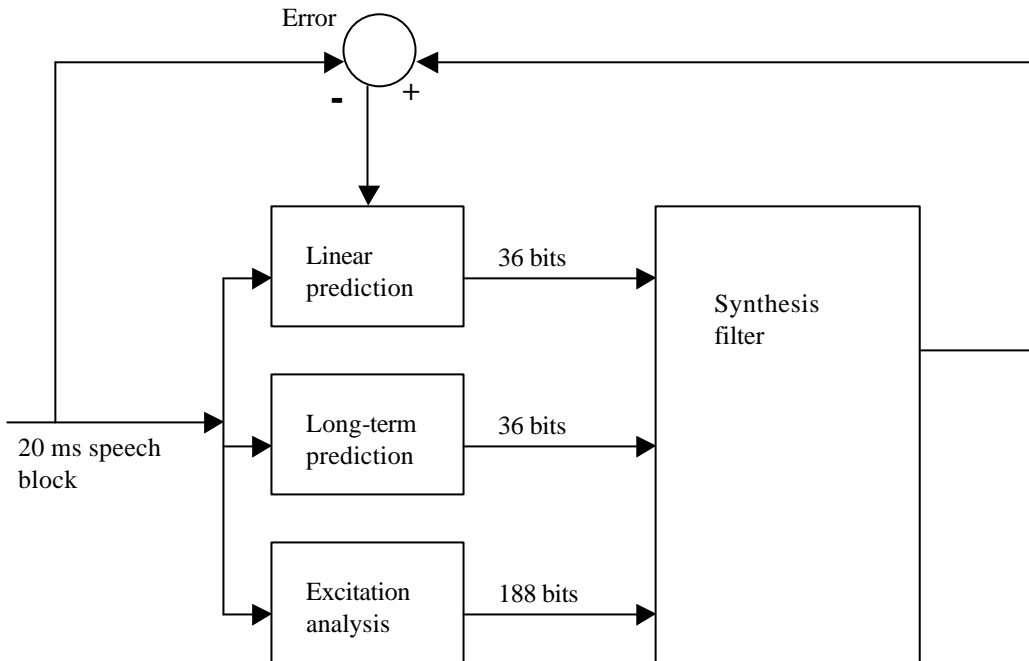 Error
-
+
Linear
prediction
36 bits
Synthesis
filter
Long-term
prediction
36 bits
20 ms speech
block
Excitation
analysis
188 bits